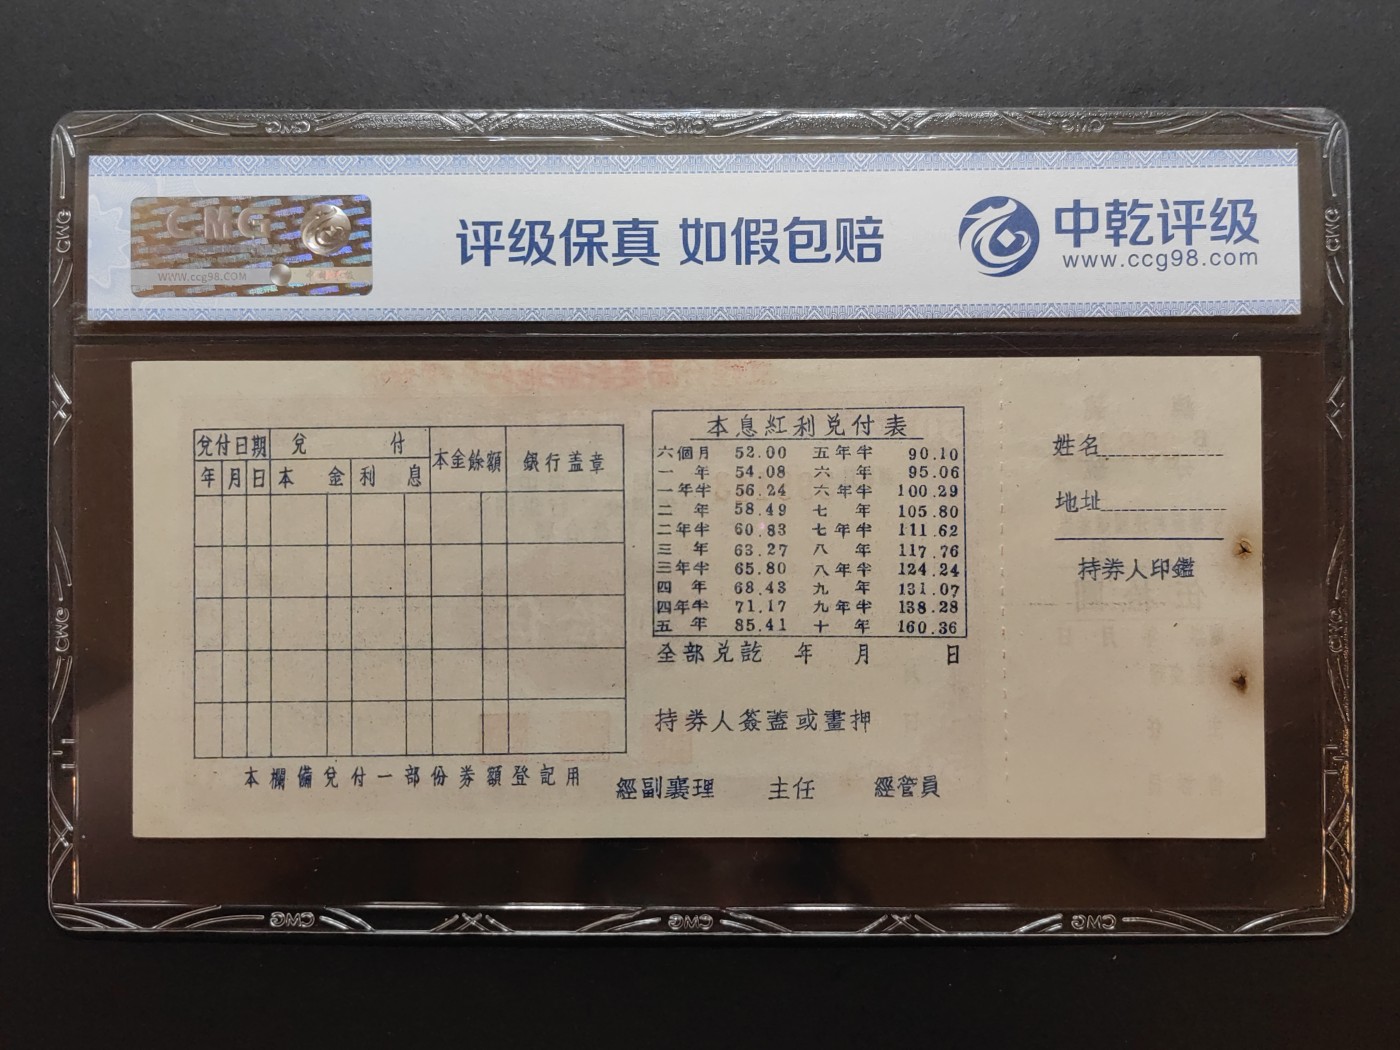 CMG
WWW.CCG98.COM
CMG
评级保真 如假包赔
中乾评级
www.ccg98.com
兌付日期 兌付 本金餘額 銀行盖章
年 月 日 本金 利息
本欄備兌付一部份券額登記用
本息紅利兑付表
六個月 52.00 五年半 90.10
一年 54.08 六年 95.06
一年半 56.24 六年半 100.29
二年 58.49 七年 105.80
二年半 60.83 七年半 111.62
三年 63.27 八年 117.76
三年半 65.80 八年半 124.24
四年 68.43 九年 131.07
四年半 71.17 九年半 138.28
五年 85.41 十年 160.36
全部兑訖 年 月 日
持券人簽蓋或畫押
經副襄理 主任 經管員
姓名
地址
持券人印鑑